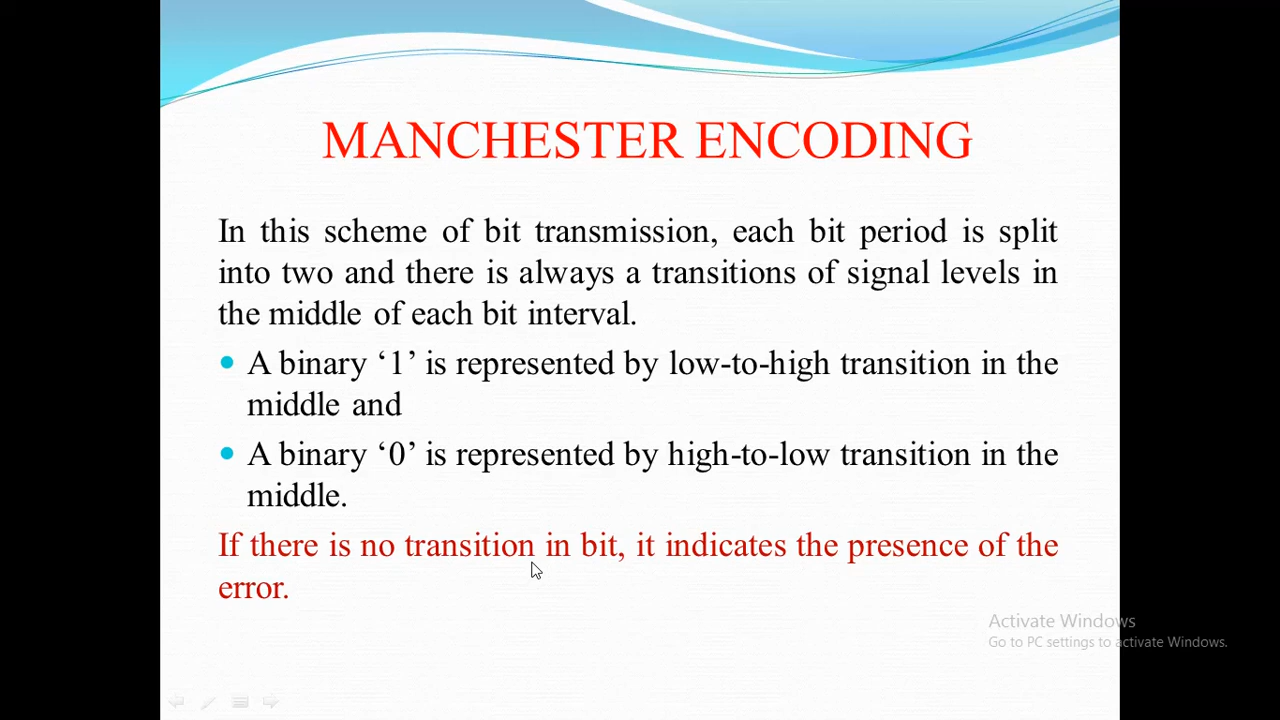 MANCHESTER ENCODING
In this scheme of bit transmission, each bit period is split
into two and there is always a transitions of signal levels in
the middle of each bit interval.
A binary ‘1’ is represented by low-to-high transition in the
middle and
A binary ‘0’ is represented by high-to-low transition in the
middle.
If there is no transition in bit, it indicates the presence of the
error.
Activate Windows
Go to PC settings to activate Windows.